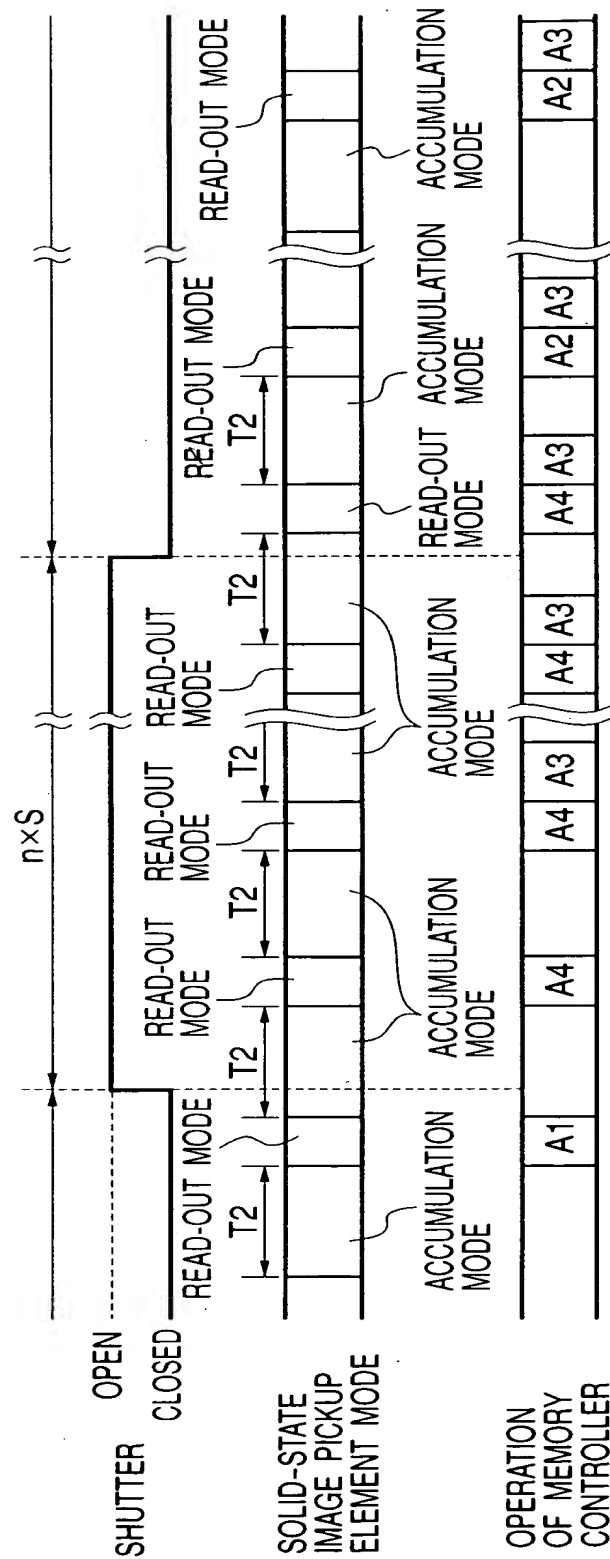 n×S
SHUTTER
OPEN
CLOSED
READ-OUT MODE
T2
T2
READ-OUT
MODE
T2
READ-OUT
MODE
T2
READ-OUT
MODE
T2
READ-OUT MODE
T2
READ-OUT MODE
SOLID-STATE
IMAGE PICKUP
ELEMENT MODE
ACCUMULATION
MODE
ACCUMULATION
MODE
ACCUMULATION
MODE
READ-OUT
MODE
ACCUMULATION
MODE
ACCUMULATION
MODE
OPERATION
OF MEMORY
CONTROLLER
A1 A4 A4 A3 A4 A3 A4 A3 A2 A3 A2 A3